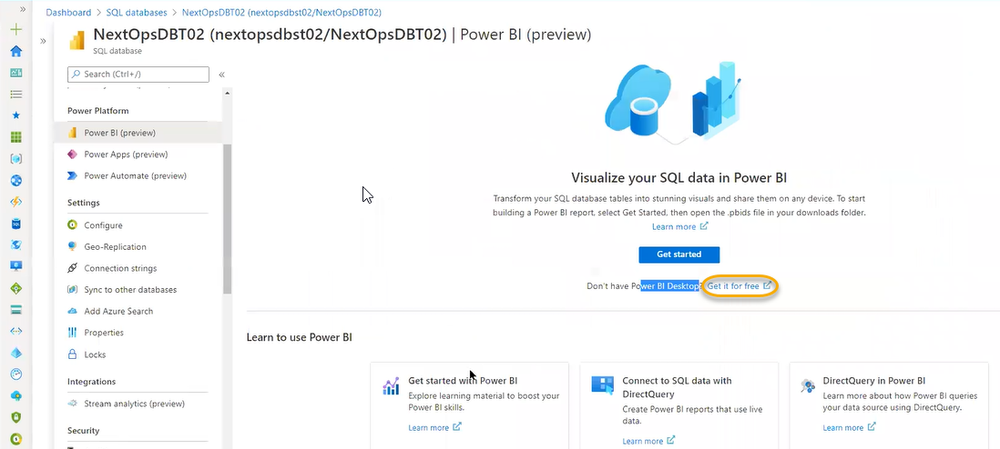 Dashboard > SQL databases > NextOpsDBT02 (nextopsdbst02/NextOpsDBT02)
NextOpsDBT02 (nextopsdbst02/NextOpsDBT02) | Power BI (preview)
SQL database
Search (Ctrl+/)
Power Platform
Power BI (preview)
Power Apps (preview)
Power Automate (preview)
Settings
Configure
Geo-Replication
Connection strings
Sync to other databases
Add Azure Search
Properties
Locks
Integrations
Stream analytics (preview)
Security
Visualize your SQL data in Power BI
Transform your SQL database tables into stunning visuals and share them on any device. To start
building a Power BI report, select Get Started, then open the .pbids file in your downloads folder.
Learn more
Get started
Don't have Power BI Desktop? Get it for free
Learn to use Power BI
Get started with Power BI
Explore learning material to boost your
Power BI skills.
Learn more
Connect to SQL data with
DirectQuery
Create Power BI reports that use live
data.
Learn more
DirectQuery in Power BI
Learn more about how Power BI queries
your data source using DirectQuery.
Learn more